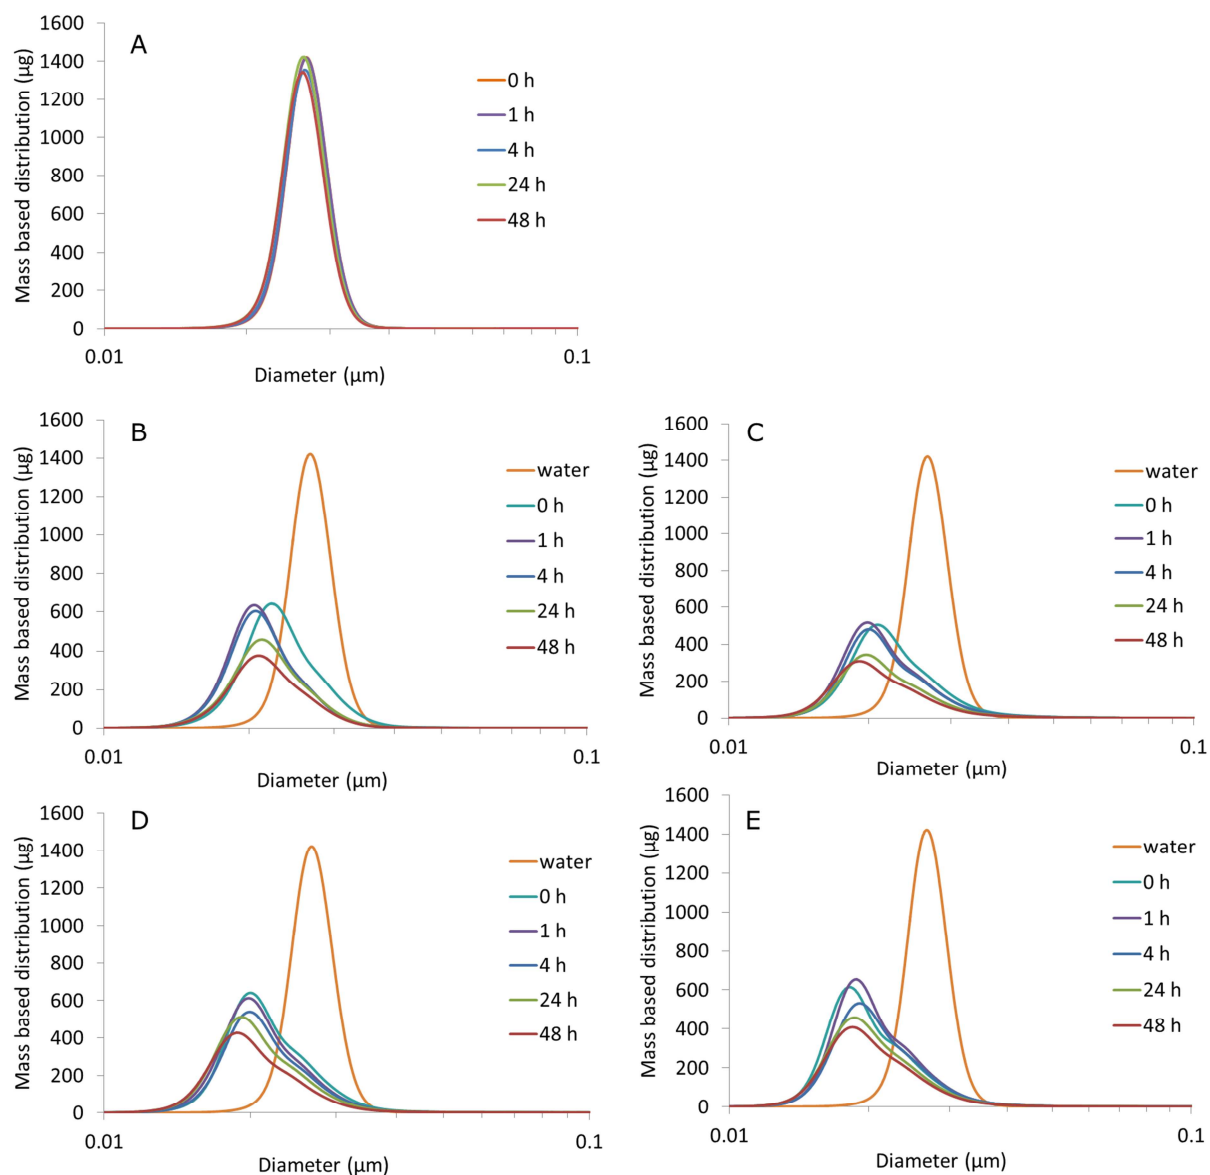 A
Mass based distribution (µg)
1600
1400
1200
1000
800
600
400
200
0
0.01
0.1
Diameter (µm)
0 h
1 h
4 h
24 h
48 h
B
Mass based distribution (µg)
1600
1400
1200
1000
800
600
400
200
0
0.01
0.1
Diameter (µm)
water
0 h
1 h
4 h
24 h
48 h
C
Mass based distribution (µg)
1600
1400
1200
1000
800
600
400
200
0
0.01
0.1
Diameter (µm)
water
0 h
1 h
4 h
24 h
48 h
D
Mass based distribution (µg)
1600
1400
1200
1000
800
600
400
200
0
0.01
0.1
Diameter (µm)
water
0 h
1 h
4 h
24 h
48 h
E
Mass based distribution (µg)
1600
1400
1200
1000
800
600
400
200
0
0.01
0.1
Diameter (µm)
water
0 h
1 h
4 h
24 h
48 h